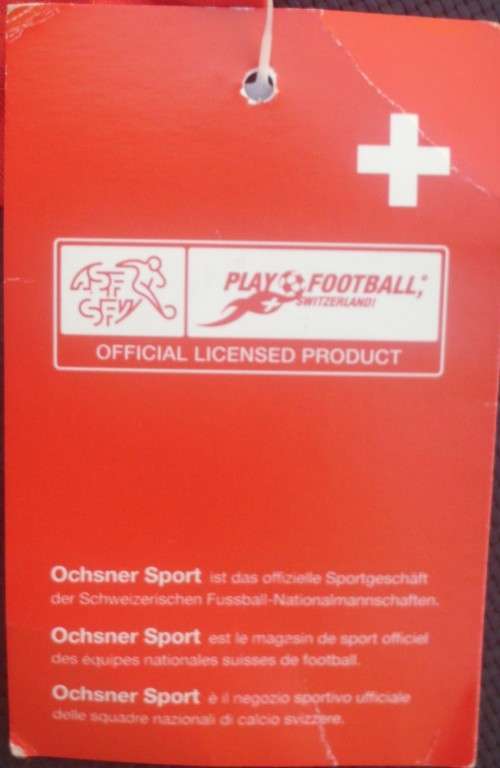 ASF
SFV
PLAY FOOTBALL,
SWITZERLAND!
OFFICIAL LICENSED PRODUCT
Ochsner Sport ist das offizielle Sportgeschäft
der Schweizerischen Fussball-Nationalmannschaften.
Ochsner Sport est le magasin de sport officiel
des équipes nationales suisses de football.
Ochsner Sport è il negozio sportivo ufficiale
delle squadre nazionali di calcio svizzere.